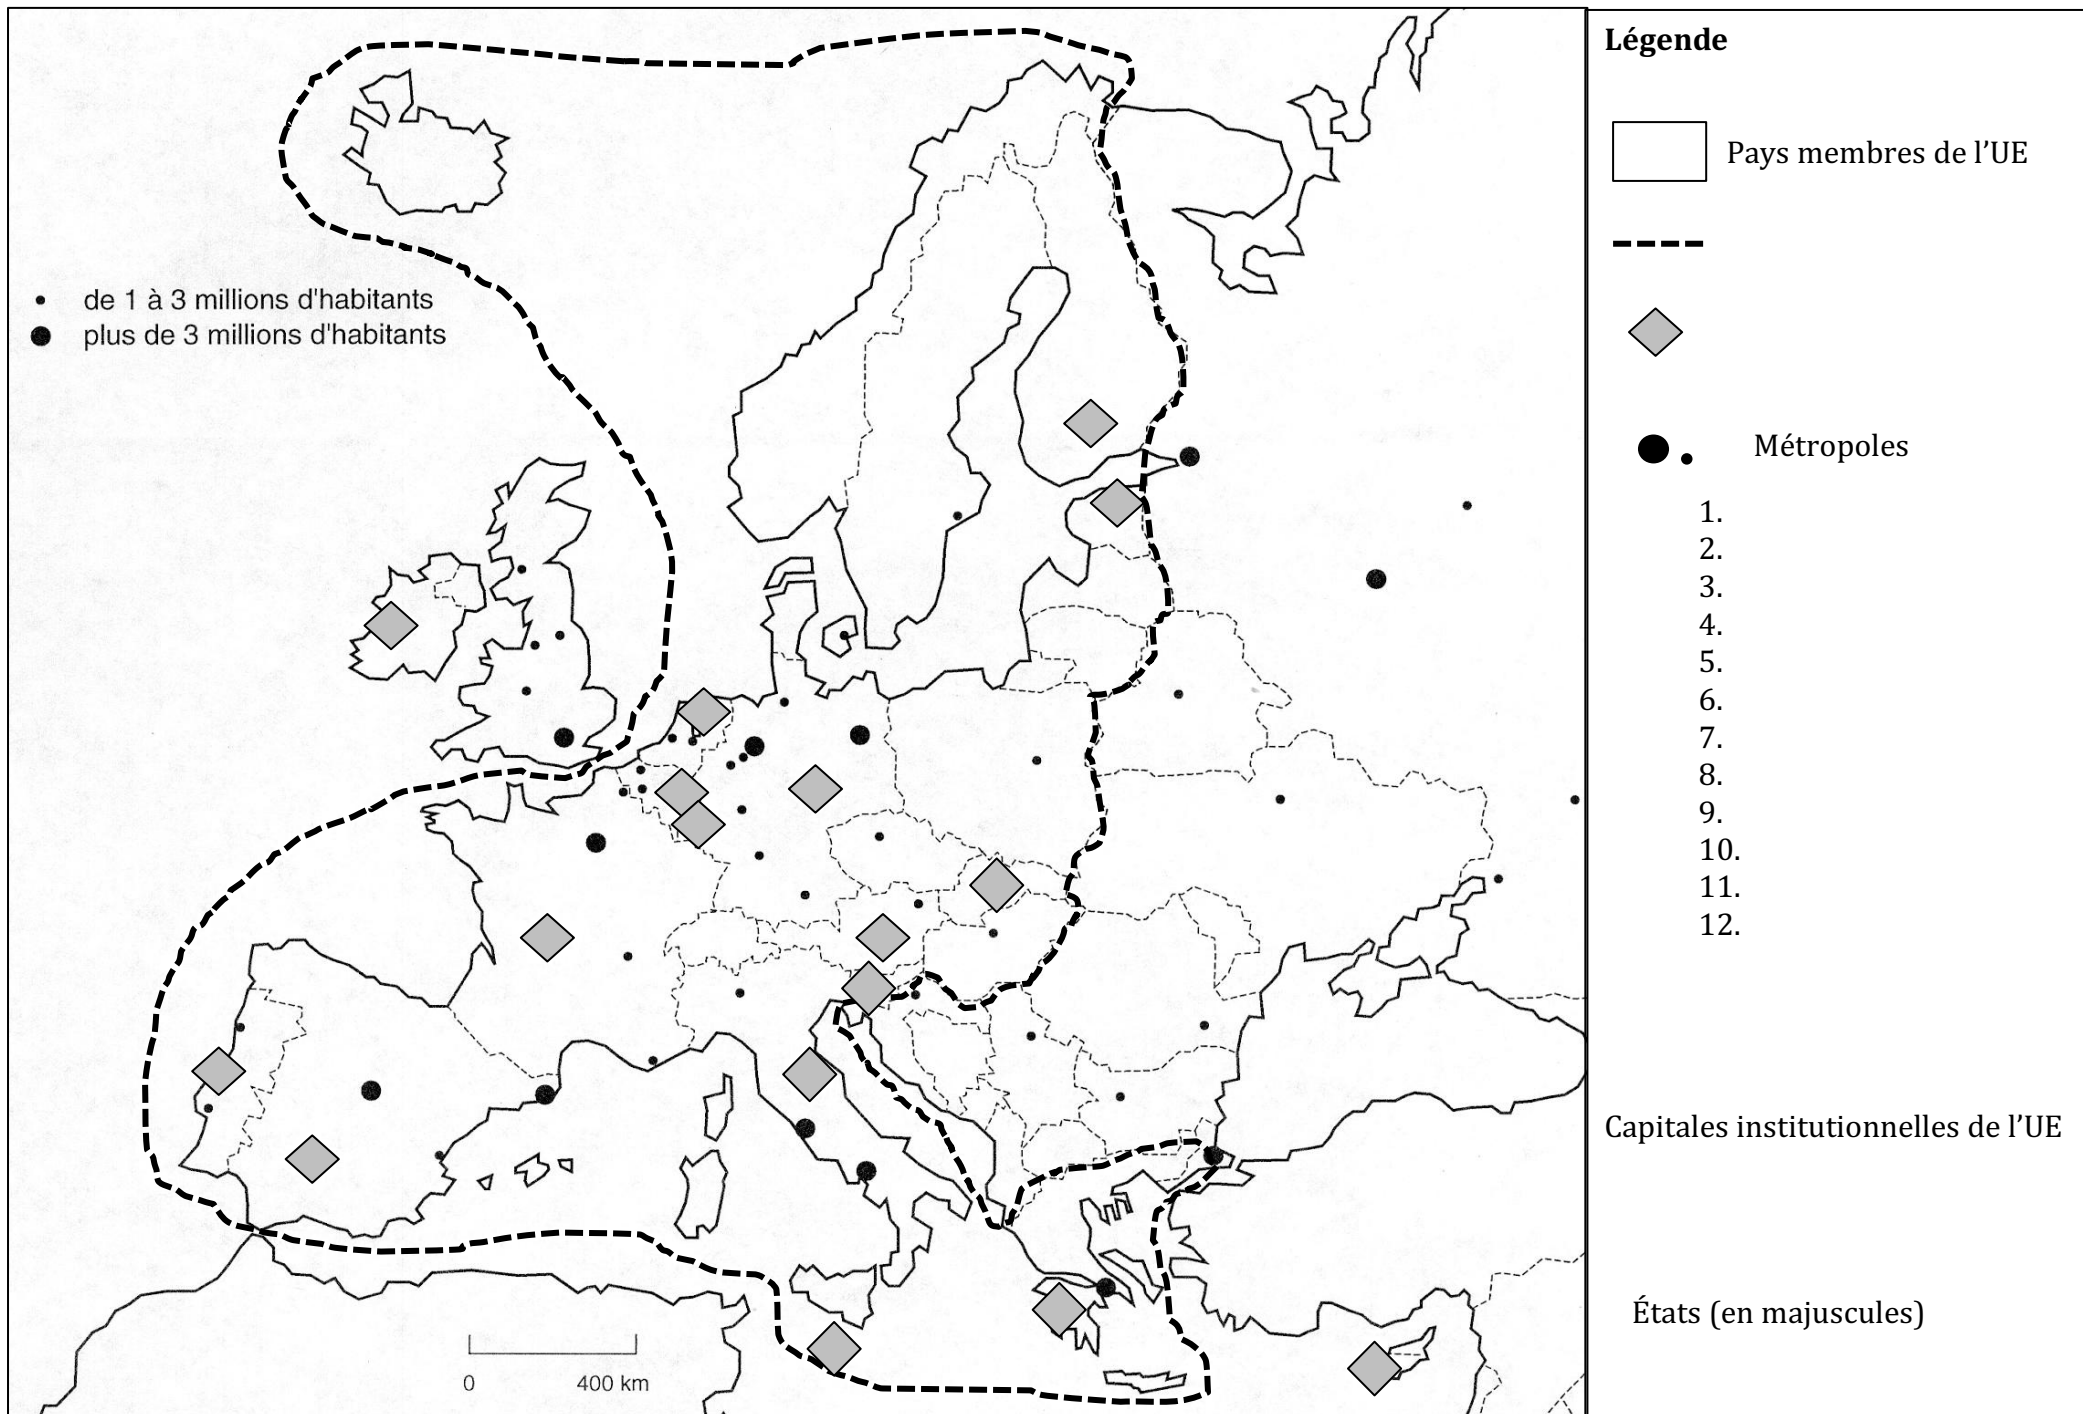 de 1 à 3 millions d'habitants
plus de 3 millions d'habitants
0 400 km
Légende
Pays membres de l’UE
Métropoles
1.
2.
3.
4.
5.
6.
7.
8.
9.
10.
11.
12.
Capitales institutionnelles de l’UE
États (en majuscules)